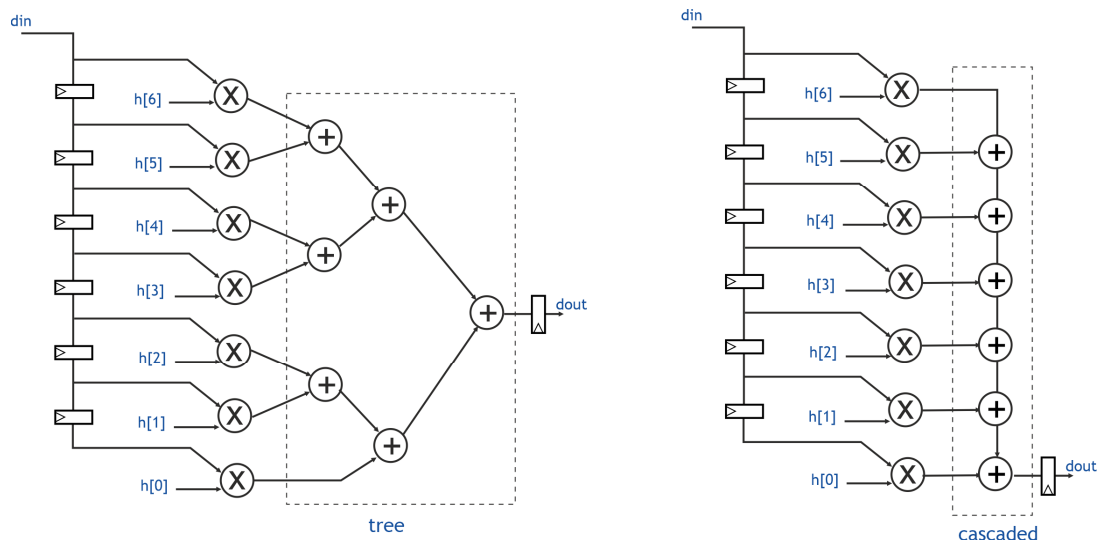 din
h[6]
h[5]
h[4]
h[3]
h[2]
h[1]
h[0]
dout
tree
din
h[6]
h[5]
h[4]
h[3]
h[2]
h[1]
h[0]
dout
cascaded